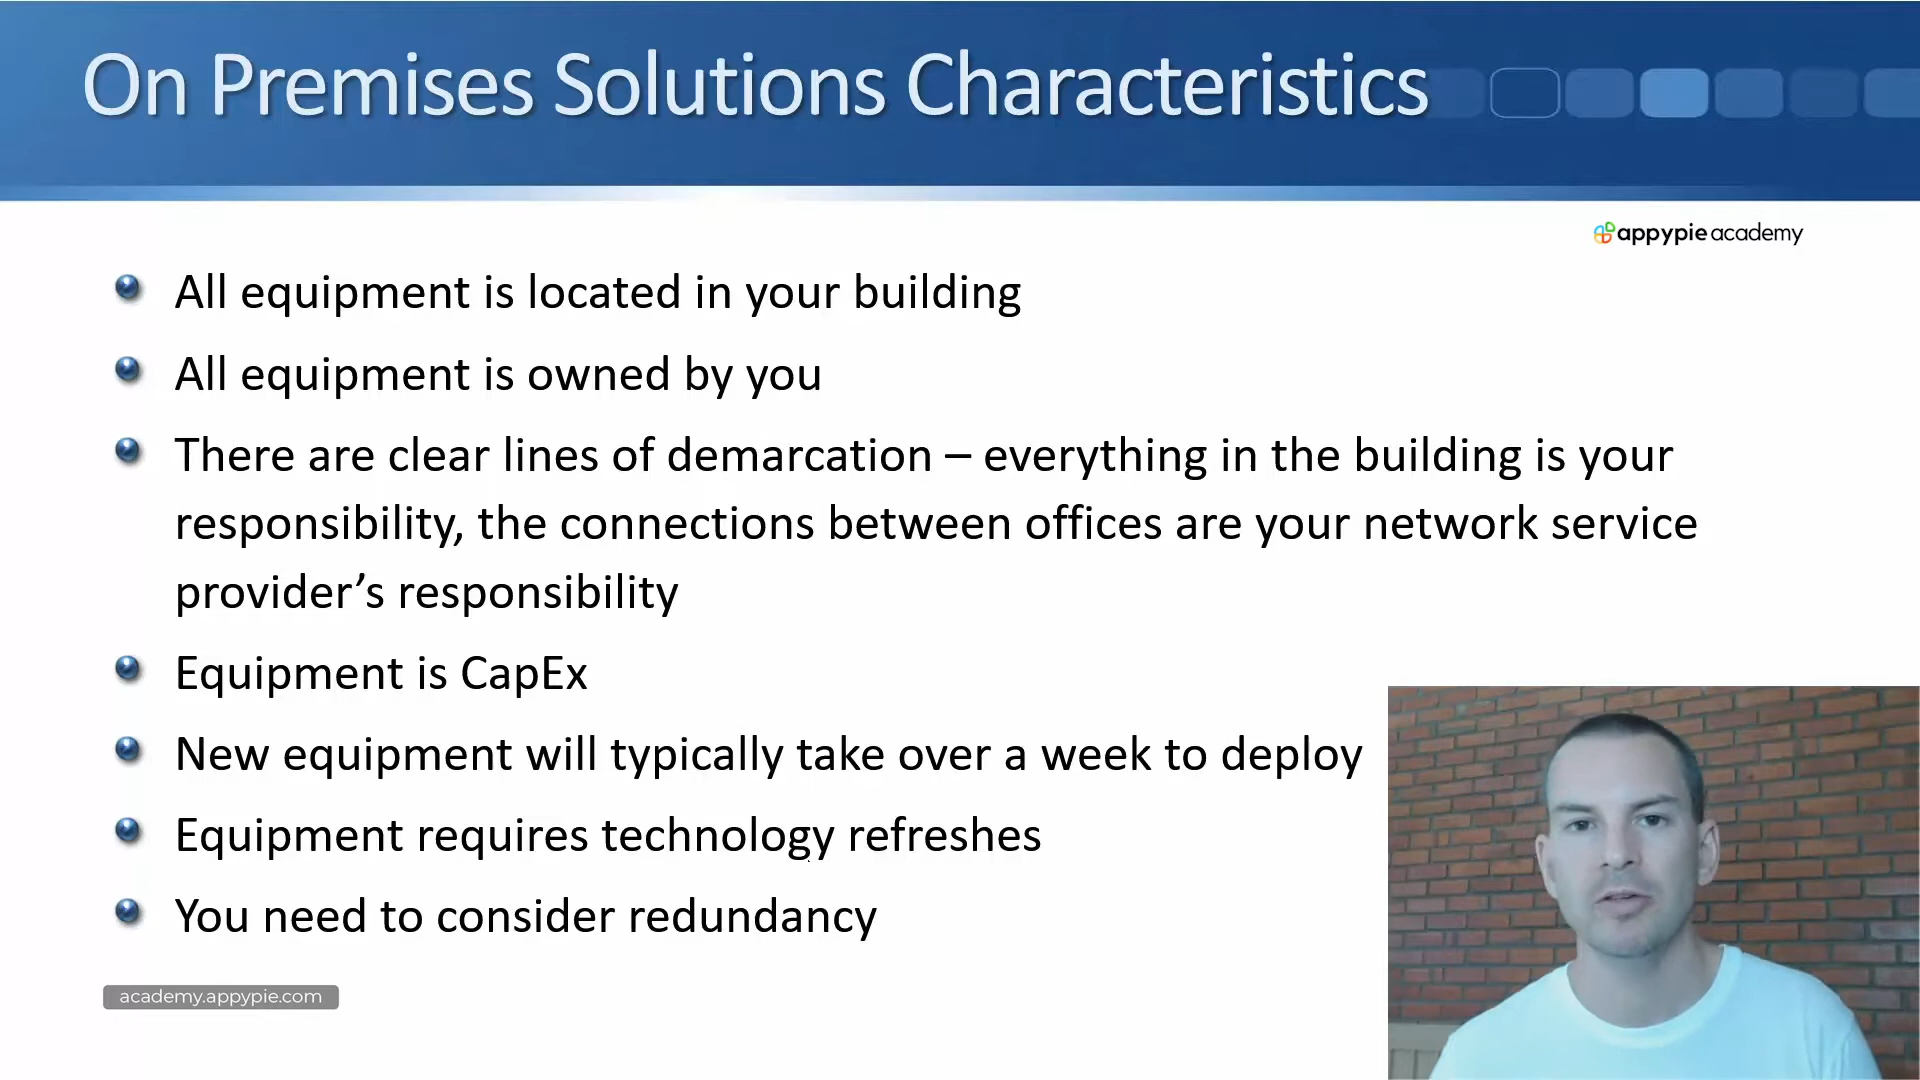 On Premises Solutions Characteristics
appypie academy
All equipment is located in your building
All equipment is owned by you
There are clear lines of demarcation – everything in the building is your
responsibility, the connections between offices are your network service
provider’s responsibility
Equipment is CapEx
New equipment will typically take over a week to deploy
Equipment requires technology refreshes
You need to consider redundancy
academy.appypie.com